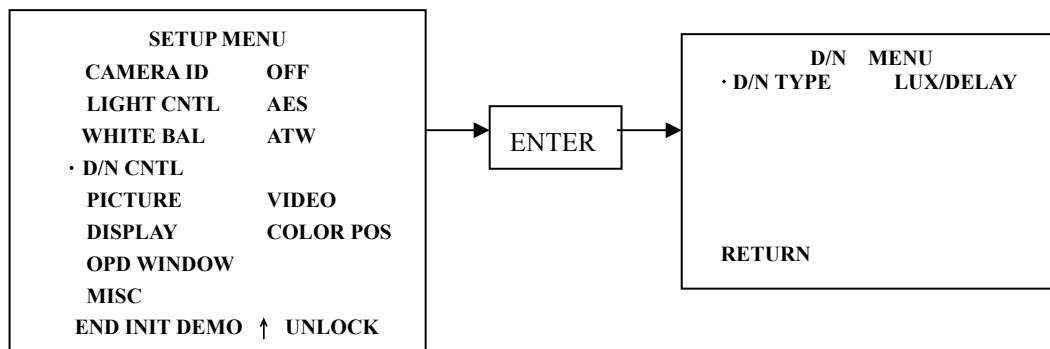 SETUP MENU
CAMERA ID OFF
LIGHT CNTL AES
WHITE BAL ATW
· D/N CNTL
PICTURE VIDEO
DISPLAY COLOR POS
OPD WINDOW
MISC
END INIT DEMO ↑ UNLOCK
ENTER
D/N MENU
· D/N TYPE LUX/DELAY
RETURN